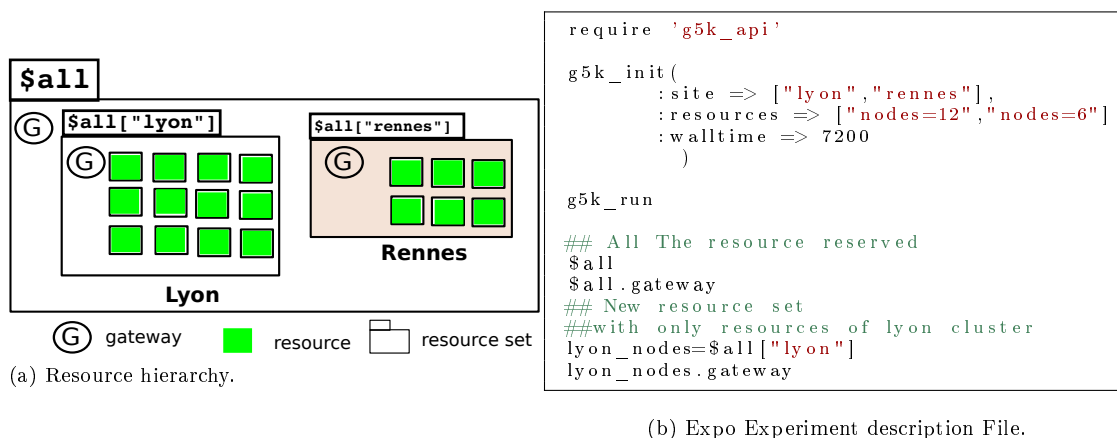 $all
G
$all["lyon"]
G
Lyon
$all["rennes"]
G
Rennes
G gateway
resource
resource set
(a) Resource hierarchy.
require 'g5k_api'
g5k_init(
:site => ["lyon","rennes"],
:resources => ["nodes=12","nodes=6"]
:walltime => 7200
)
g5k_run
## All The resource reserved
$all
$all.gateway
## New resource set
##with only resources of lyon cluster
lyon_nodes=$all["lyon"]
lyon_nodes.gateway
(b) Expo Experiment description File.